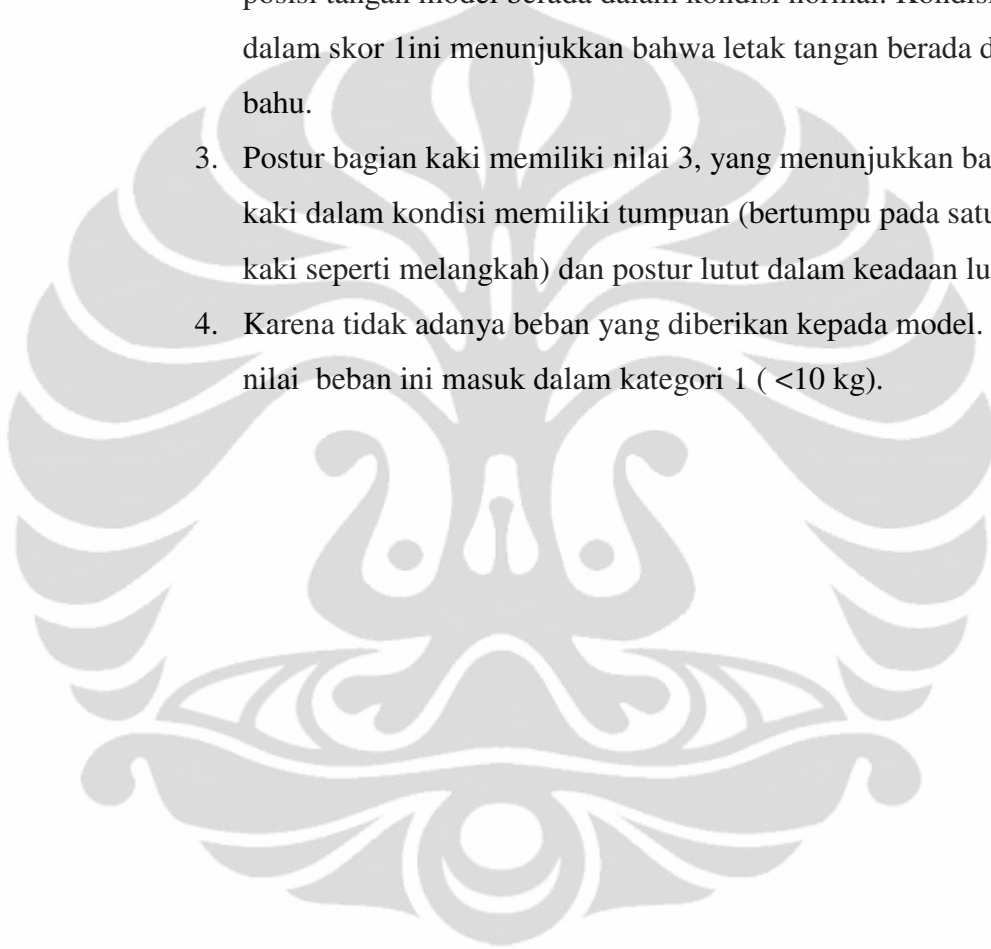 posisi tangan model berada dalam kondisi normal. Kondisi
dalam skor 1ini menunjukkan bahwa letak tangan berada
bahu.
3. Postur bagian kaki memiliki nilai 3, yang menunjukkan
kaki dalam kondisi memiliki tumpuan (bertumpu pada
kaki seperti melangkah) dan postur lutut dalam keadaan
4. Karena tidak adanya beban yang diberikan kepada model.
nilai beban ini masuk dalam kategori 1 ( <10 kg).